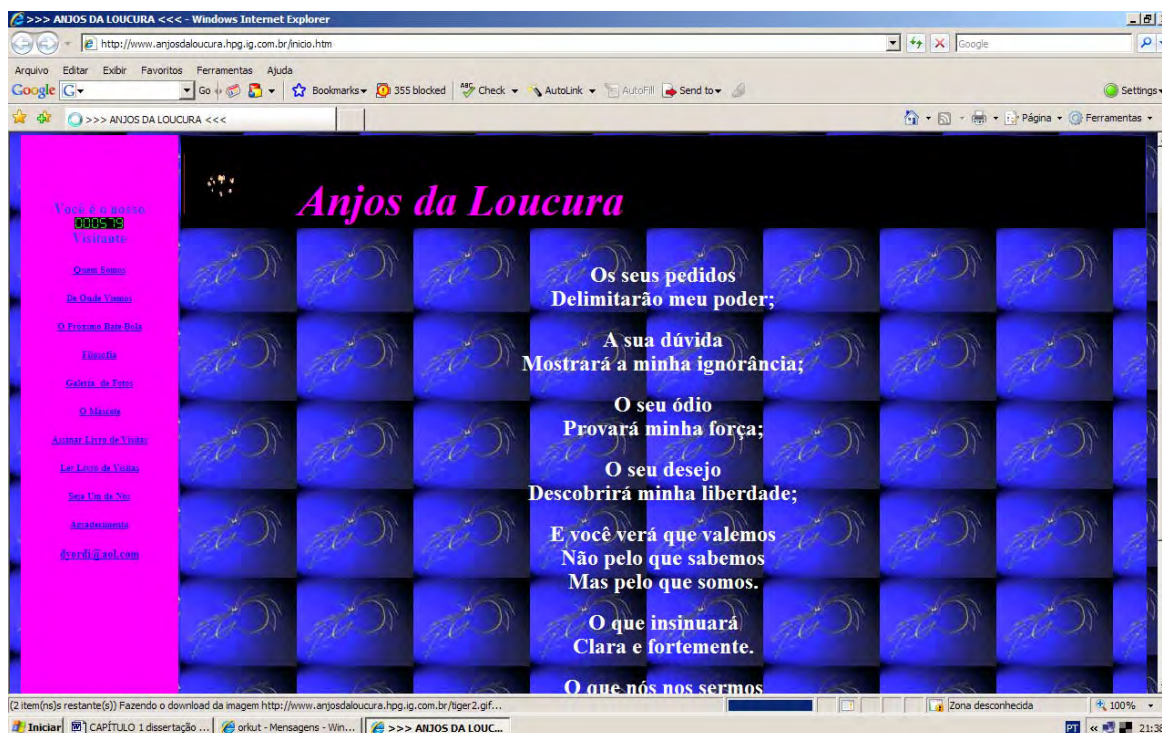 >>> ANJOS DA LOUCURA <<< - Windows Internet Explorer
http://www.anjosdaloucura.hpg.ig.com.br/inicio.htm
Google
Arquivo Editar Exibir Favoritos Ferramentas Ajuda
Google G Go Bookmarks 355 blocked ABC Check AutoLink AutoFill Send to Settings
>>> ANJOS DA LOUCURA <<< Página Ferramentas
Anjos da Loucura
Você é o nosso
000579
Visitante
Quem Somos
De Onde Viemos
O Próximo Bate Bola
Filosofia
Galeria de Fotos
O Mascote
Assinar Livro de Visitas
Ler Livro de Visitas
Seja Um de Nós
Agradecimento
dyordi@aol.com
Os seus pedidos
Delimitarão meu poder;
A sua dúvida
Mostrará a minha ignorância;
O seu ódio
Provará minha força;
O seu desejo
Descobrirá minha liberdade;
E você verá que valemos
Não pelo que sabemos
Mas pelo que somos.
O que insinuará
Clara e fortemente.
O que nós nos sermos
(2 item(ns)s restante(s)) Fazendo o download da imagem http://www.anjosdaloucura.hpg.ig.com.br/tiger2.gif... Zona desconhecida 100%
Iniciar CAPÍTULO 1 dissertação ... orkut - Mensagens - Win... >>> ANJOS DA LOUC... PT 21:38